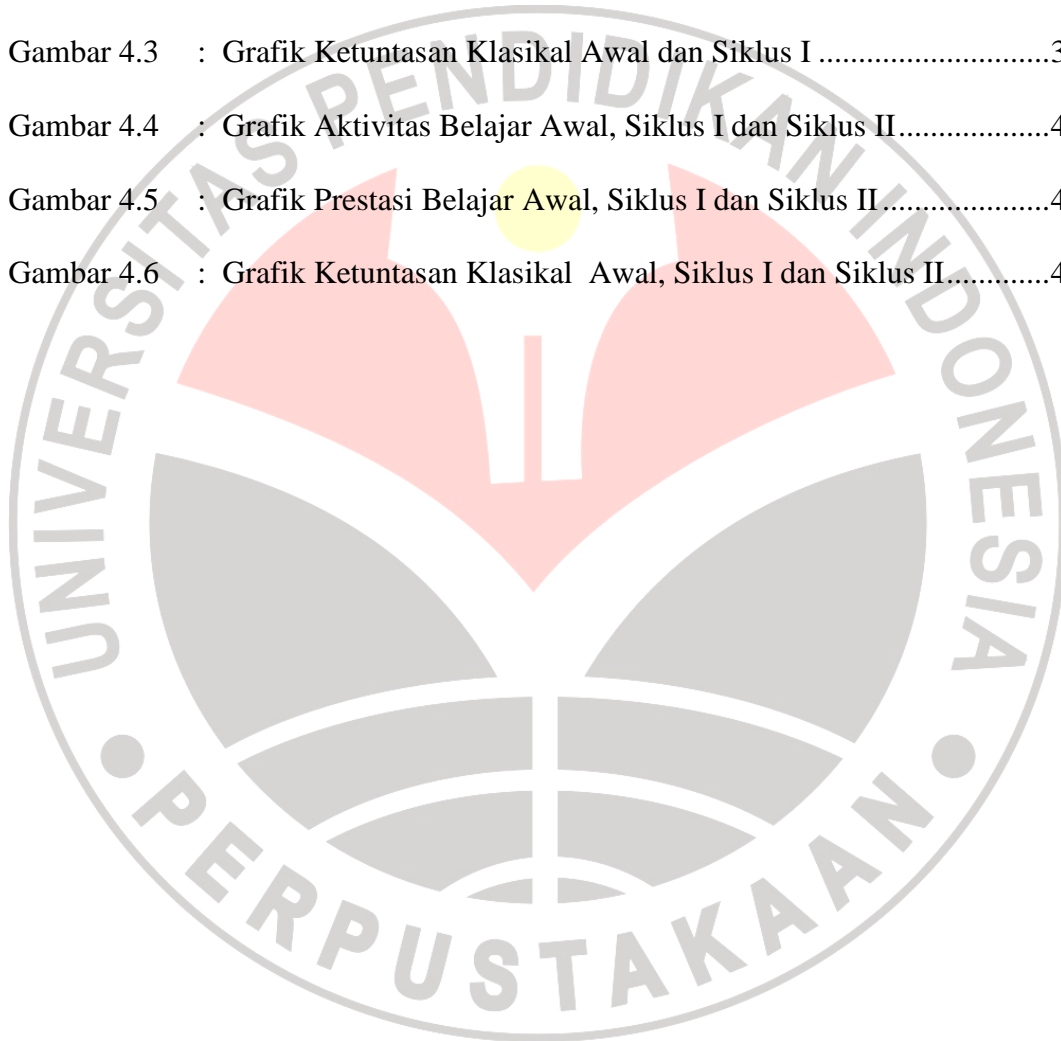 Gambar 4.3 : Grafik Ketuntasan Klasikal Awal dan Siklus I .............................3
Gambar 4.4 : Grafik Aktivitas Belajar Awal, Siklus I dan Siklus II...................4
Gambar 4.5 : Grafik Prestasi Belajar Awal, Siklus I dan Siklus II .....................4
Gambar 4.6 : Grafik Ketuntasan Klasikal Awal, Siklus I dan Siklus II.............4
UNIVERSITAS PENDIDIKAN INDONESIA
PERPUSTAKAAN